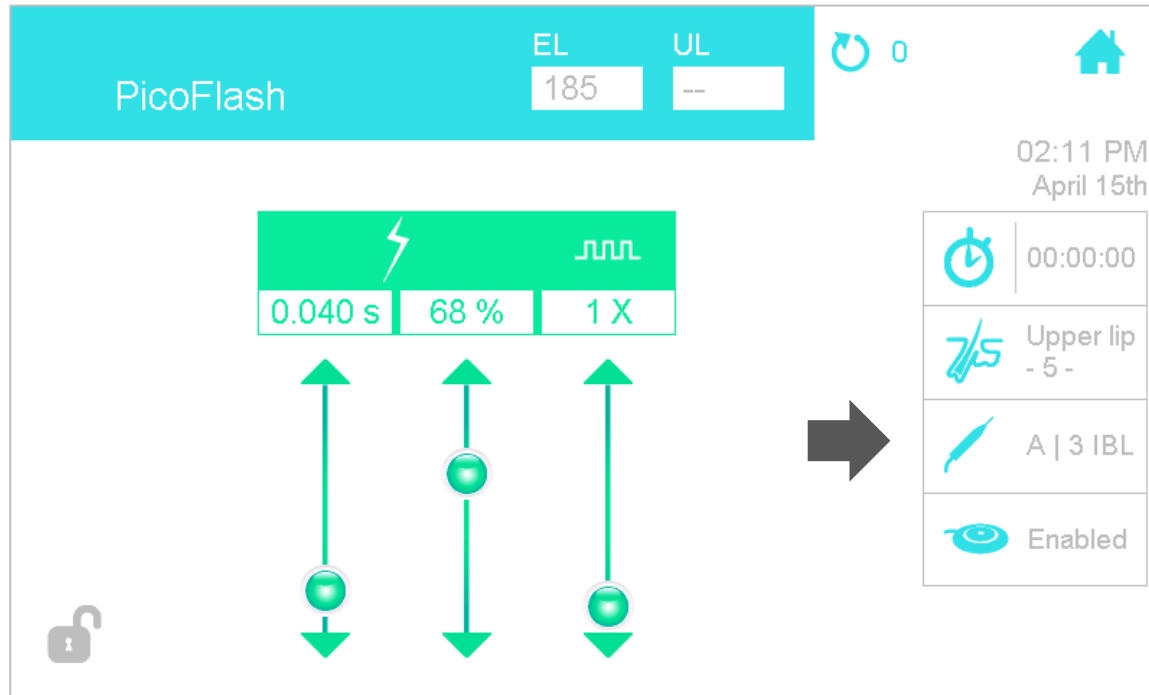 EL UL
0
PicoFlash 185 --
02:11 PM
April 15th
0.040 s 68 % 1 X
00:00:00
Upper lip
- 5 -
A | 3 IBL
Enabled